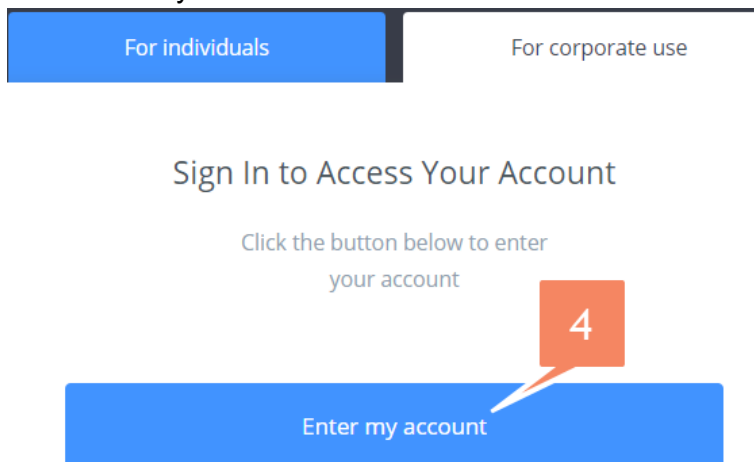 For individuals
For corporate use
Sign In to Access Your Account
Click the button below to enter
your account
4
Enter my account